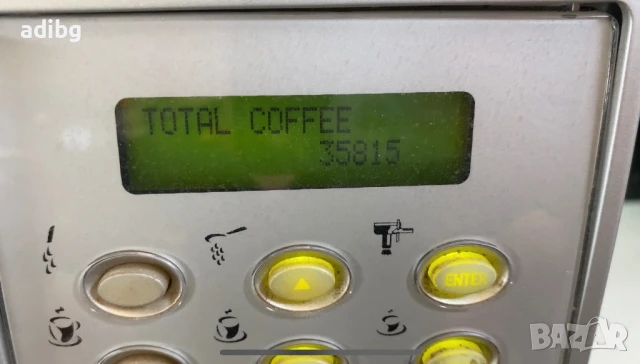 adibg
TOTAL COFFEE
35815
ENTER
BAZAR